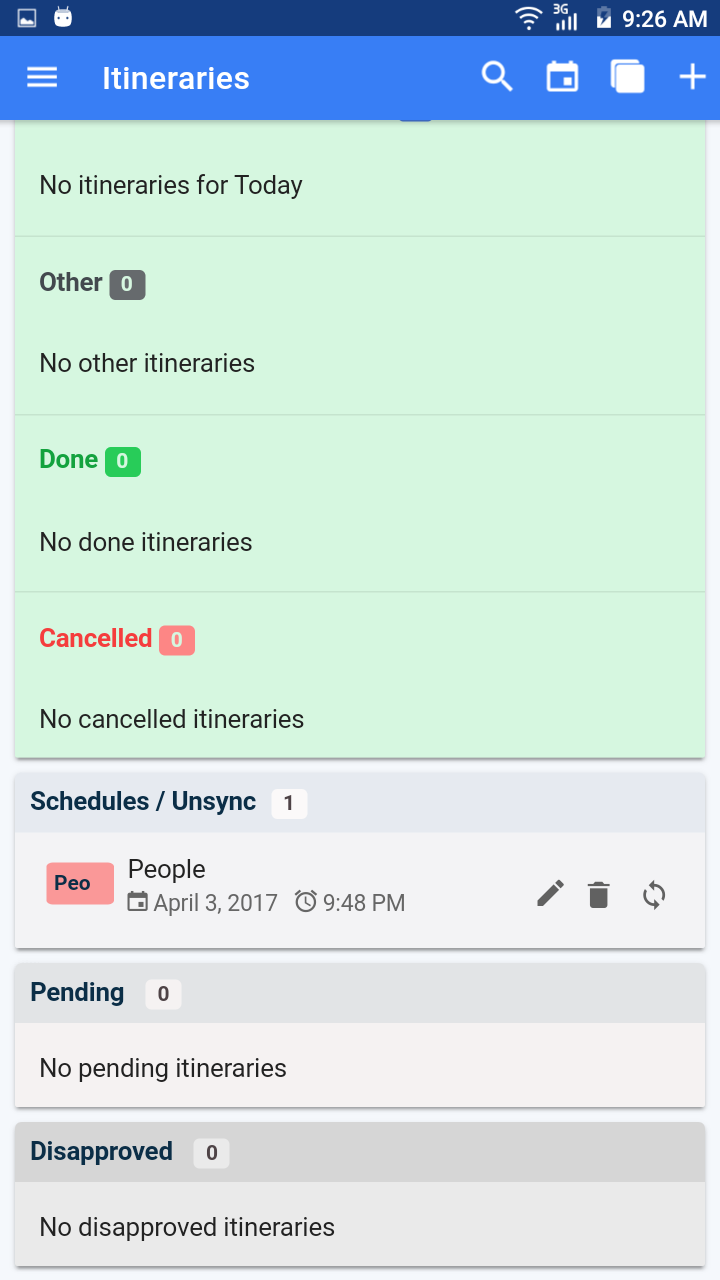 3G 9:26 AM
Itineraries
No itineraries for Today
Other 0
No other itineraries
Done 0
No done itineraries
Cancelled 0
No cancelled itineraries
Schedules / Unsync 1
Peo People
April 3, 2017 9:48 PM
Pending 0
No pending itineraries
Disapproved 0
No disapproved itineraries